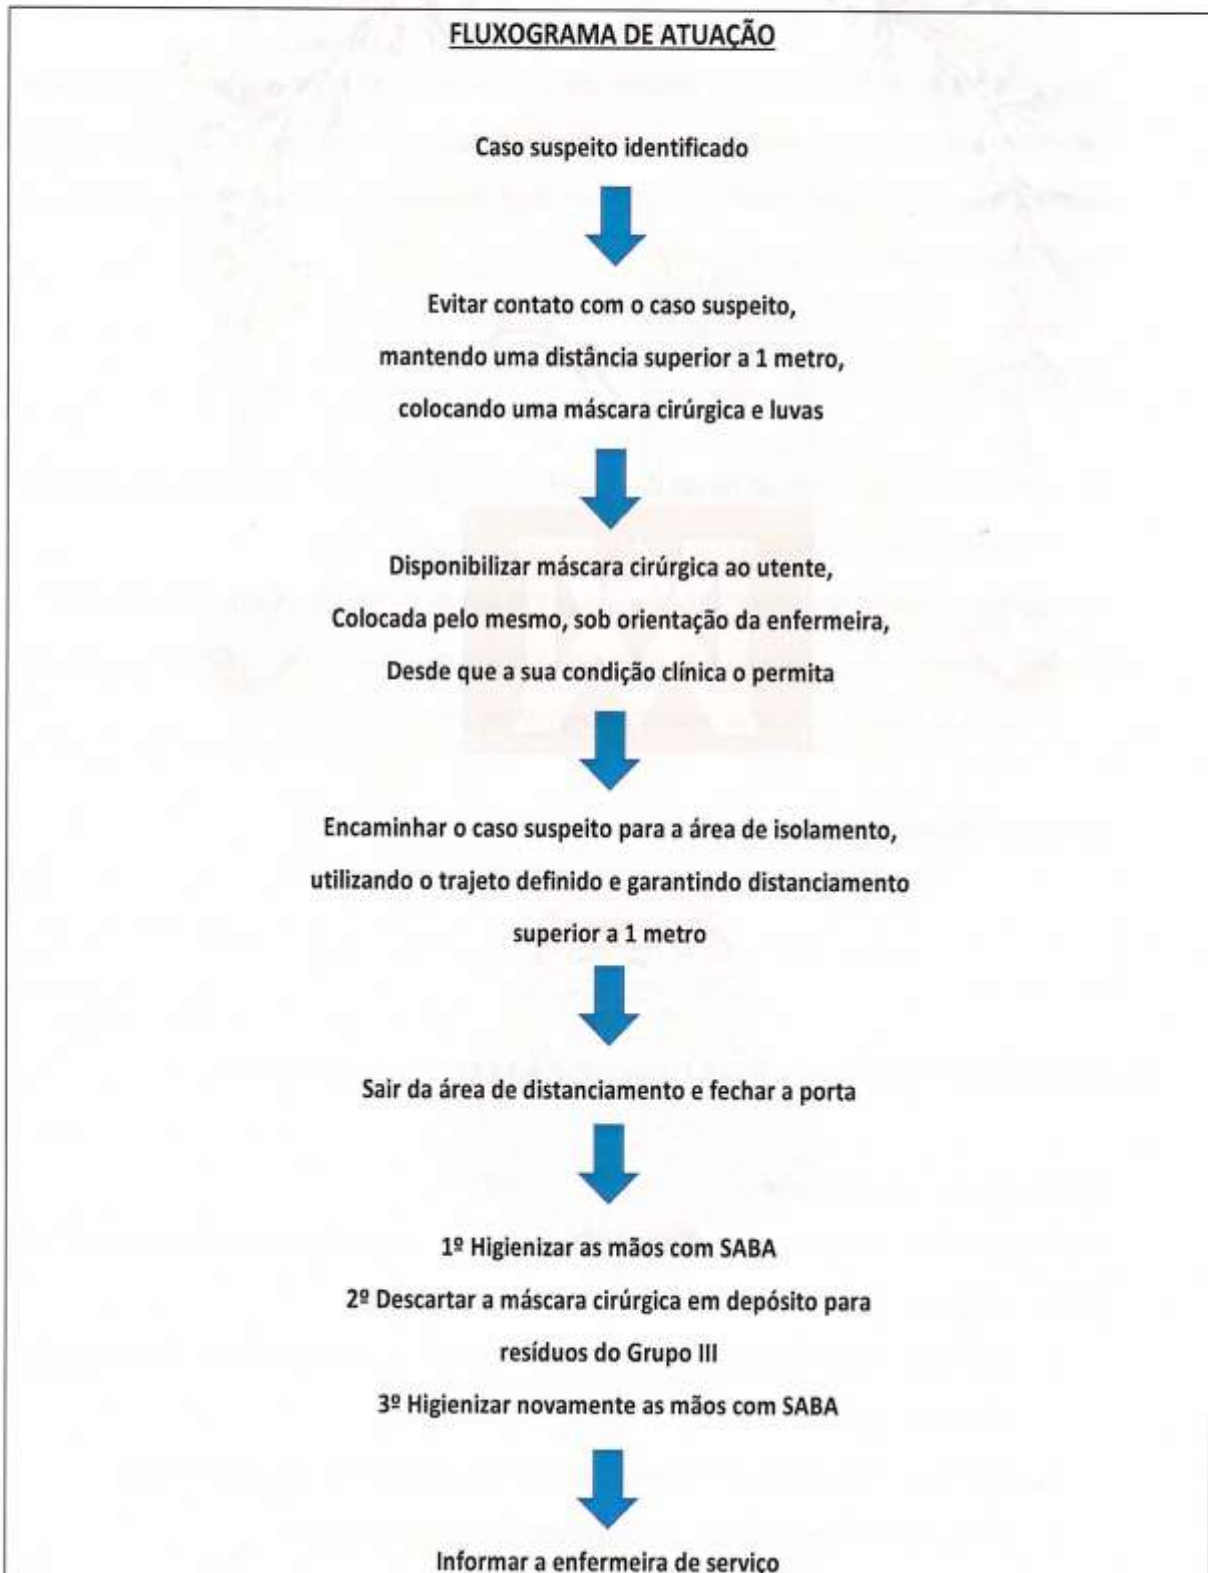 FLUXOGRAMA DE ATUAÇÃO
Caso suspeito identificado
Evitar contato com o caso suspeito,
mantendo uma distância superior a 1 metro,
colocando uma máscara cirúrgica e luvas
Disponibilizar máscara cirúrgica ao utente,
Colocada pelo mesmo, sob orientação da enfermeira,
Desde que a sua condição clínica o permita
Encaminhar o caso suspeito para a área de isolamento,
utilizando o trajeto definido e garantindo distanciamento
superior a 1 metro
Sair da área de distanciamento e fechar a porta
1º Higienizar as mãos com SABA
2º Descartar a máscara cirúrgica em depósito para
resíduos do Grupo III
3º Higienizar novamente as mãos com SABA
Informar a enfermeira de serviço